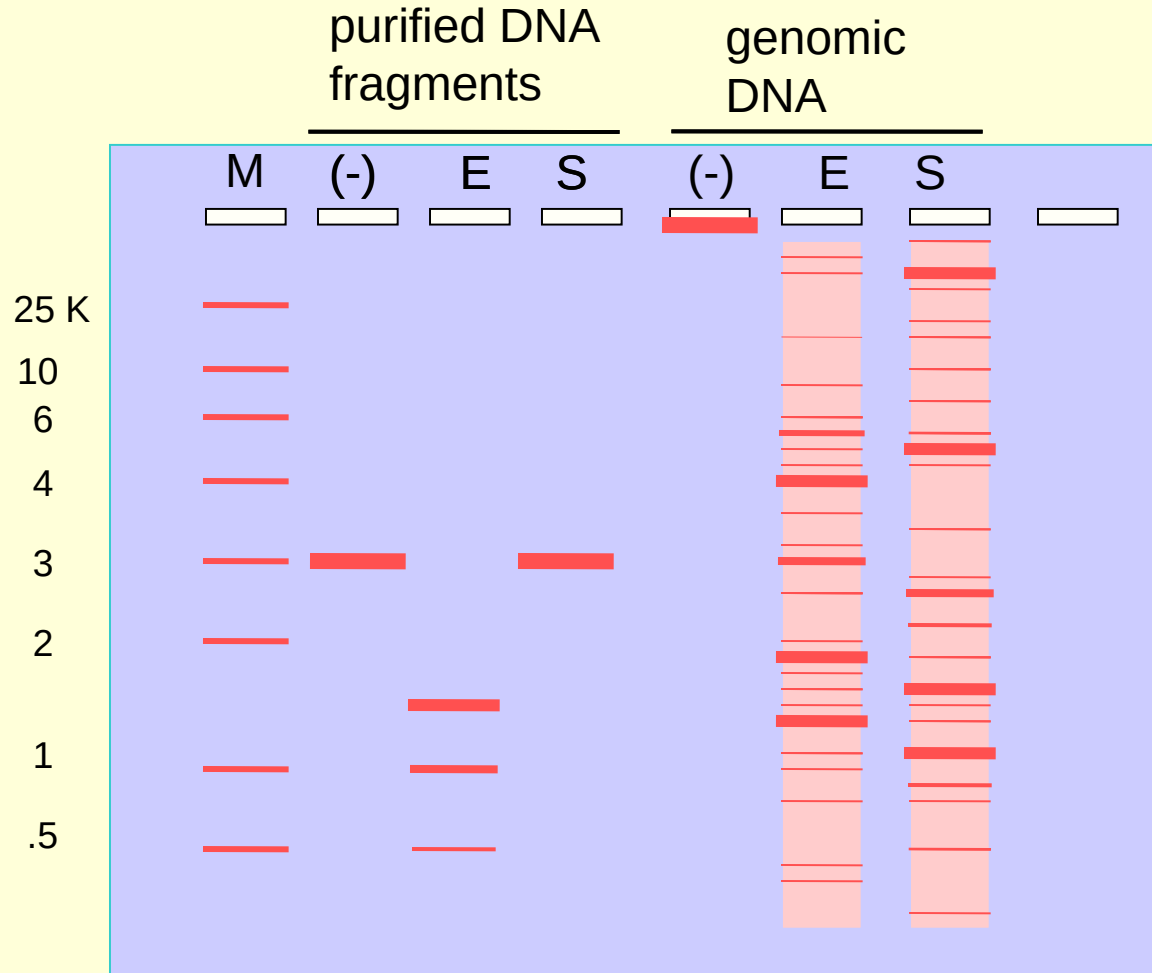 purified DNA
fragments
genomic
DNA
M (-) E S (-) E S
25 K
10
6
4
3
2
1
.5